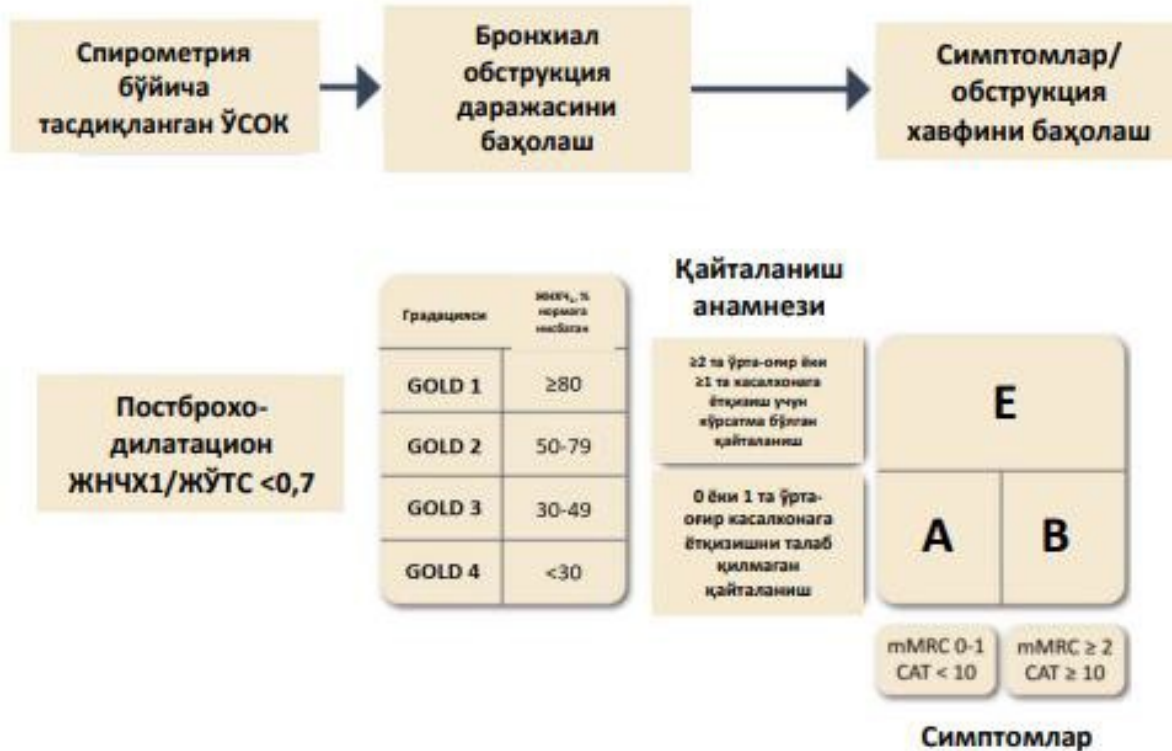 Спирометрия
бўйича
тасдиқланган ЎСОК
Бронхиал
обструкция
даражасини
баҳолаш
Симптомлар/
обструкция
хавфини баҳолаш
Постброхо-
дилатацион
ЖНЧХ1/ЖЎТС <0,7
Градацияси
ЖНХЧ₁, %
нормага
нисбатан
GOLD 1 ≥80
GOLD 2 50-79
GOLD 3 30-49
GOLD 4 <30
Қайталаниш
анамнези
≥2 та ўрта-оғир ёки
≥1 та касалхонага
ётқизиш учун
кўрсатма бўлган
қайталаниш
0 ёки 1 та ўрта-
оғир касалхонага
ётқизишни талаб
қилмаган
қайталаниш
E
A B
mMRC 0-1
CAT < 10
mMRC ≥ 2
CAT ≥ 10
Симптомлар